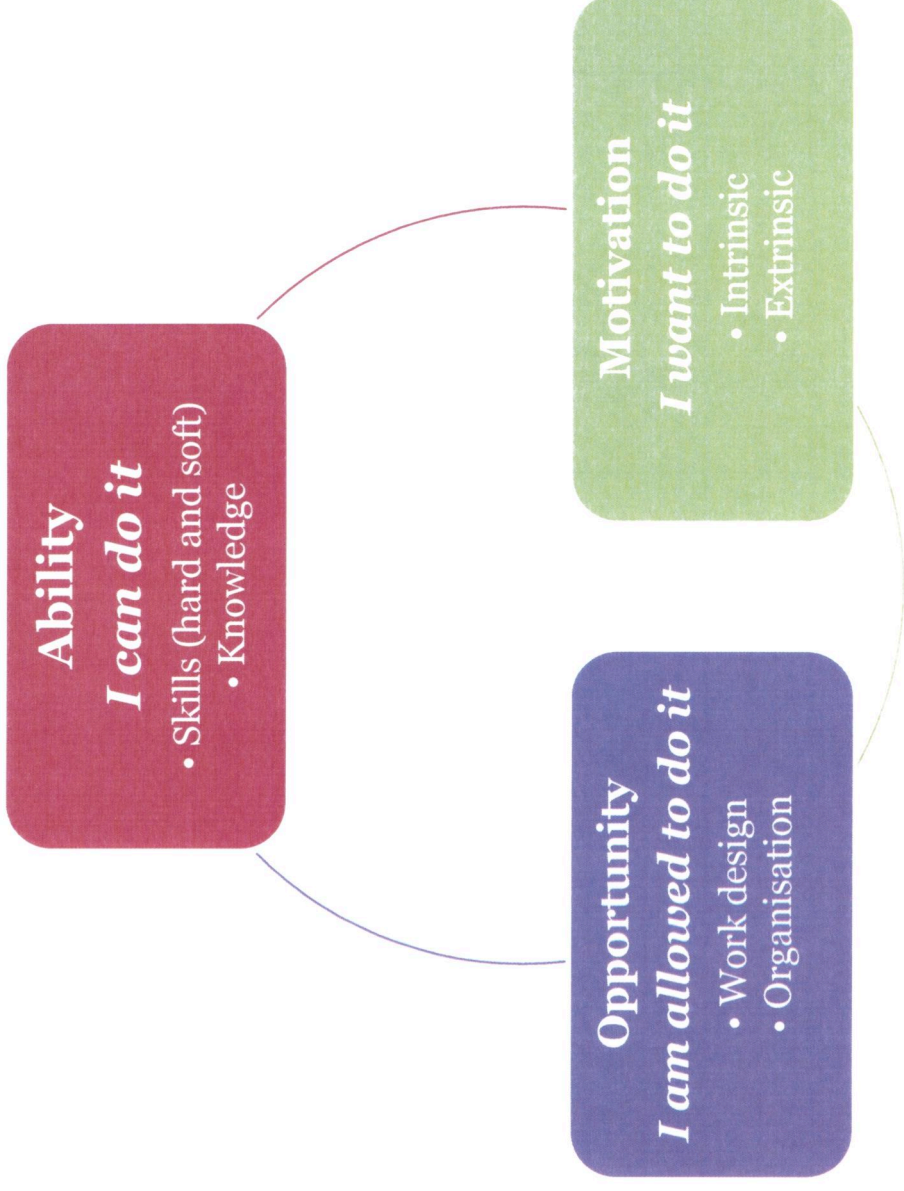 Ability
I can do it
• Skills (hard and soft)
• Knowledge
Motivation
I want to do it
• Intrinsic
• Extrinsic
Opportunity
I am allowed to do it
• Work design
• Organisation